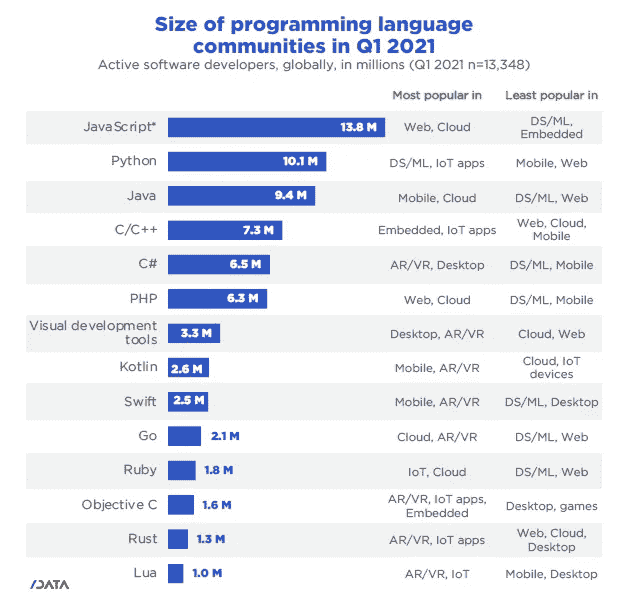 Size of programming language
communities in Q1 2021
Active software developers, globally, in millions (Q1 2021 n=13,348)
Most popular in Least popular in
JavaScript* 13.8 M Web, Cloud DS/ML,
Embedded
Python 10.1 M DS/ML, IoT apps Mobile, Web
Java 9.4 M Mobile, Cloud DS/ML, Web
C/C++ 7.3 M Embedded, IoT apps Web, Cloud,
Mobile
C# 6.5 M AR/VR, Desktop DS/ML, Mobile
PHP 6.3 M Web, Cloud DS/ML, Mobile
Visual development
tools 3.3 M Desktop, AR/VR Cloud, Web
Kotlin 2.6 M Mobile, AR/VR Cloud, IoT
devices
Swift 2.5 M Mobile, AR/VR DS/ML, Desktop
Go 2.1 M Cloud, AR/VR DS/ML, Web
Ruby 1.8 M IoT, Cloud DS/ML, Web
Objective C 1.6 M AR/VR, IoT apps,
Embedded Desktop, games
Rust 1.3 M AR/VR, IoT apps Web, Cloud,
Desktop
Lua 1.0 M AR/VR, IoT Mobile, Desktop
/DATA